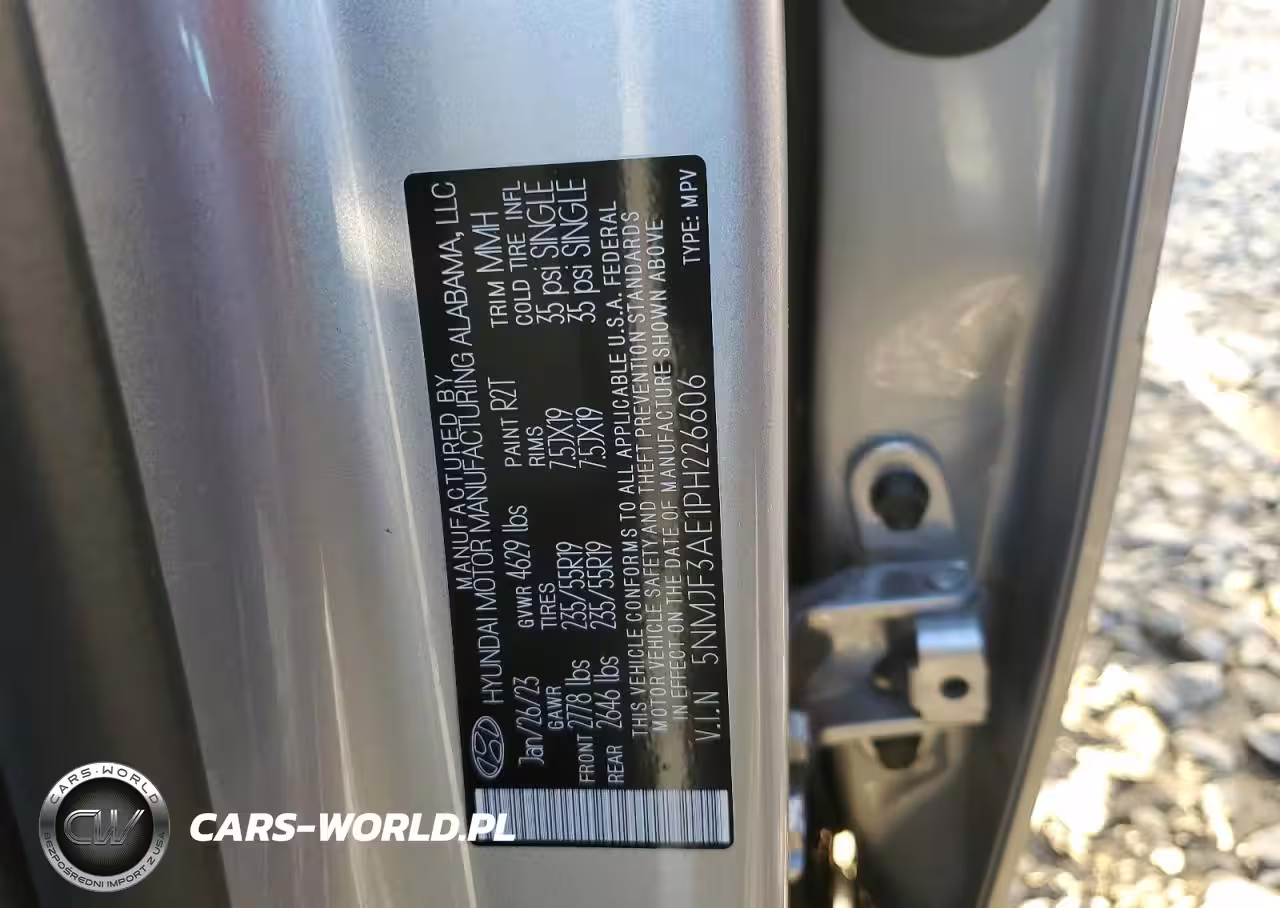 MANUFACTURED BY
HYUNDAI MOTOR MANUFACTURING ALABAMA, LLC
Jan/26/23 GVWR 4629 lbs PAINT R2T TRIM MMH
GAWR TIRES RIMS COLD TIRE INFL
FRONT 2778 lbs 235/55R19 7.5JX19 35 psi SINGLE
REAR 2646 lbs 235/55R19 7.5JX19 35 psi SINGLE
THIS VEHICLE CONFORMS TO ALL APPLICABLE U.S.A. FEDERAL
MOTOR VEHICLE SAFETY AND THEFT PREVENTION STANDARDS
IN EFFECT ON THE DATE OF MANUFACTURE SHOWN ABOVE
V.I.N 5NMJF3AE1PH226606 TYPE: MPV
CARS-WORLD
CW
BEZPOŚREDNI IMPORT Z USA
CARS-WORLD.PL